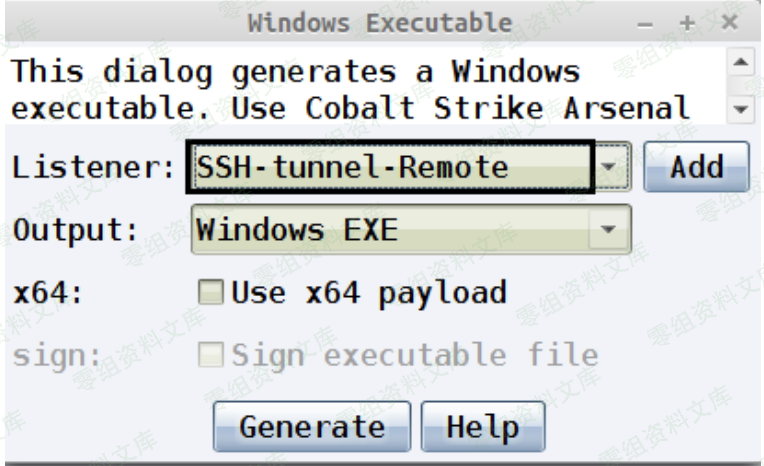 Windows Executable
This dialog generates a Windows
executable. Use Cobalt Strike Arsenal
Listener: SSH-tunnel-Remote Add
Output: Windows EXE
x64: Use x64 payload
sign: Sign executable file
Generate Help
零组资料文库